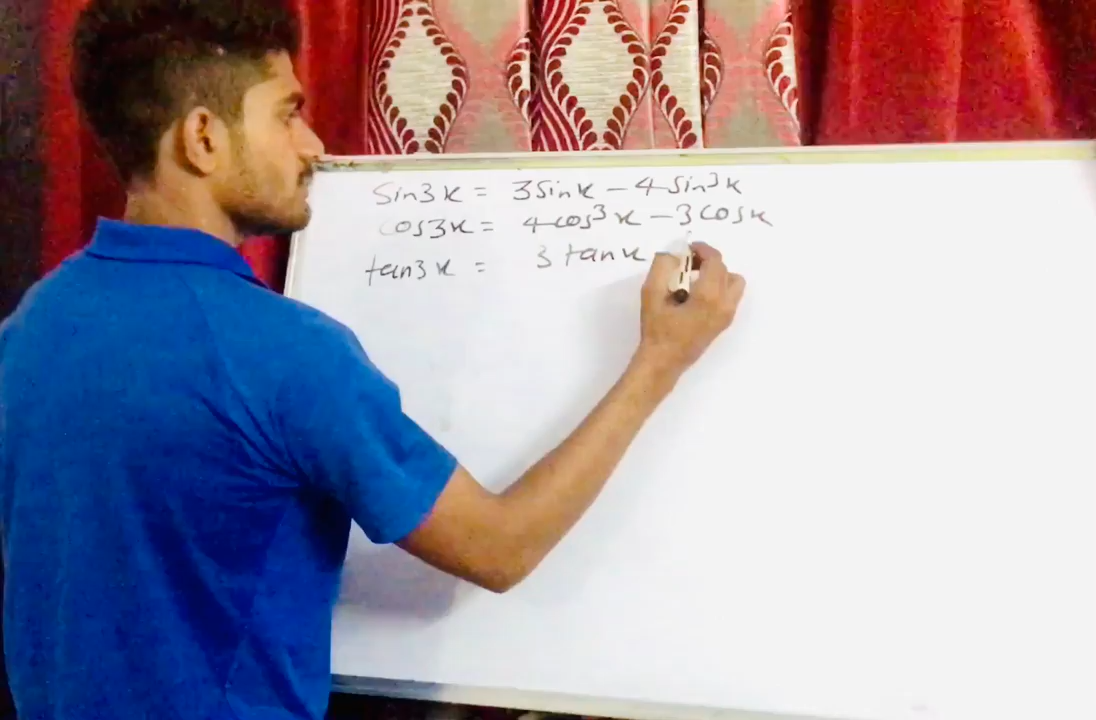 sin3x = 3sinx - 4sin³x
cos3x = 4cos³x - 3cosx
tan3x = 3tanx